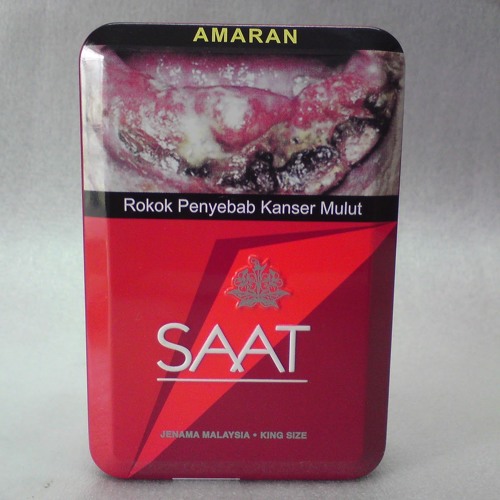 AMARAN
Rokok Penyebab Kanser Mulut
SAAT
JENAMA MALAYSIA • KING SIZE